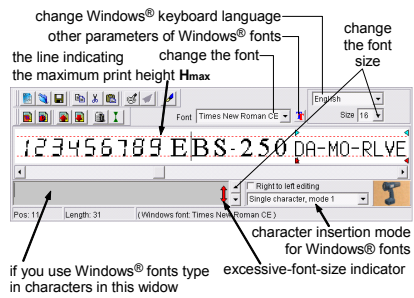 change Windows® keyboard language
other parameters of Windows® fonts
change the font
change
the font
size
the line indicating
the maximum print height Hmax
English
Font Times New Roman CE
Size 16
123456789 EBS-250 DA-MO-RLVE
Right to left editing
Single character, mode 1
Pos: 11
Length: 31
(Windows font: Times New Roman CE )
character insertion mode
for Windows® fonts
if you use Windows® fonts type
in characters in this widow
excessive-font-size indicator